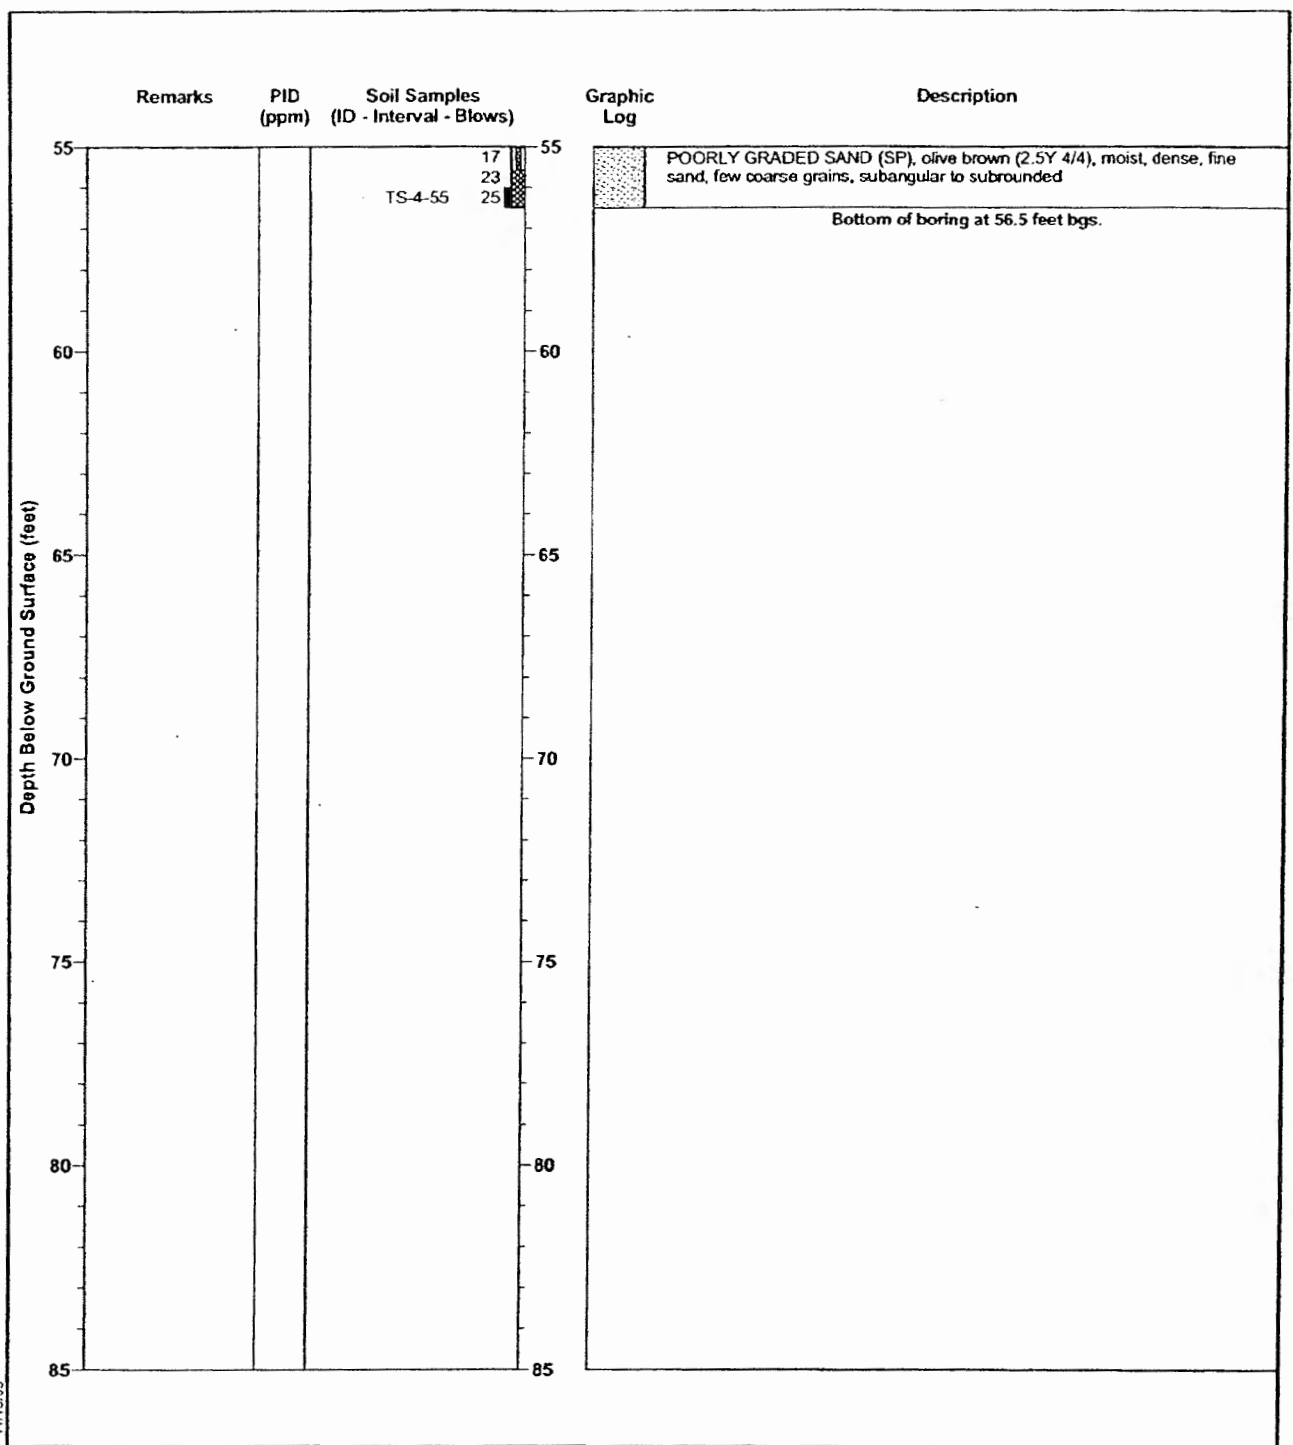 Remarks
PID
(ppm)
Soil Samples
(ID - Interval - Blows)
Graphic
Log
Description
55
17
55
POORLY GRADED SAND (SP), olive brown (2.5Y 4/4), moist, dense, fine
23
sand, few coarse grains, subangular to subrounded
TS-4-55 25
Bottom of boring at 56.5 feet bgs.
60
60
Depth Below Ground Surface (feet)
65
65
70
70
75
75
80
80
85
85